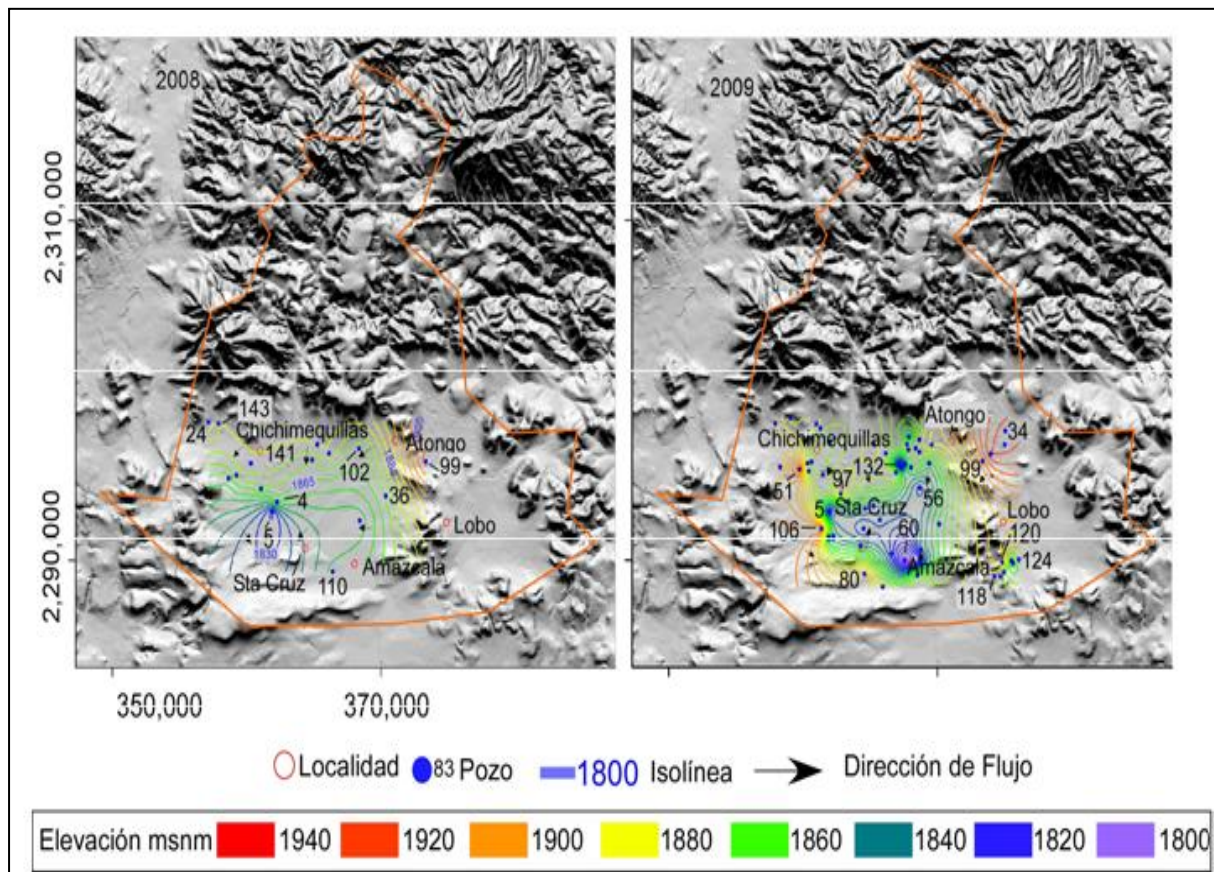 2008
2009
2,310,000
2,290,000
143
24
Chichimequillas
141
Atongo
102
99
1865
4
36
5
Lobo
1830
Sta Cruz
Amazcala
110
Atongo
34
Chichimequillas
132
99
151
97
56
5
Sta Cruz
Lobo
106
60
120
Amazcala
124
80
118
350,000
370,000
Localidad
83 Pozo
1800 Isolínea
Dirección de Flujo
Elevación msnm 1940 1920 1900 1880 1860 1840 1820 1800